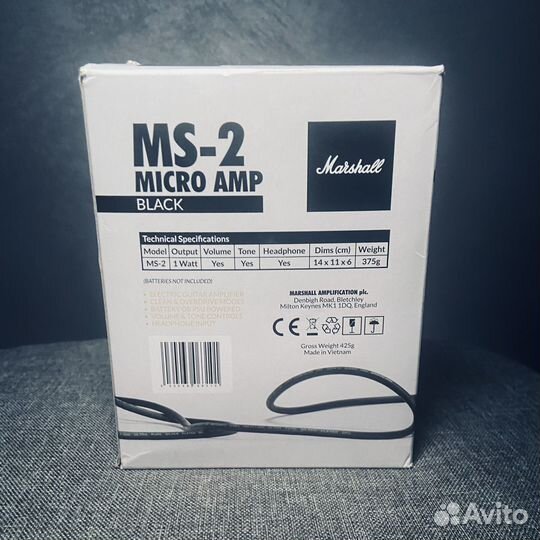 MS-2
MICRO AMP
BLACK
Marshall
Technical Specifications
Model Output Volume Tone Headphone Dims (cm) Weight
MS-2 1 Watt Yes Yes Yes 14 x 11 x 6 375g
(BATTERIES NOT INCLUDED)
• ELECTRIC GUITAR AMPLIFIER
• CLEAN & OVERDRIVE MODES
• BATTERY OR PSU POWERED
• VOLUME & TONE CONTROLS
• HEADPHONE INPUT
MARSHALL AMPLIFICATION plc.
Denbigh Road, Bletchley
Milton Keynes MK1 1DQ, England
CE
Gross Weight 425g
Made in Vietnam
Avito